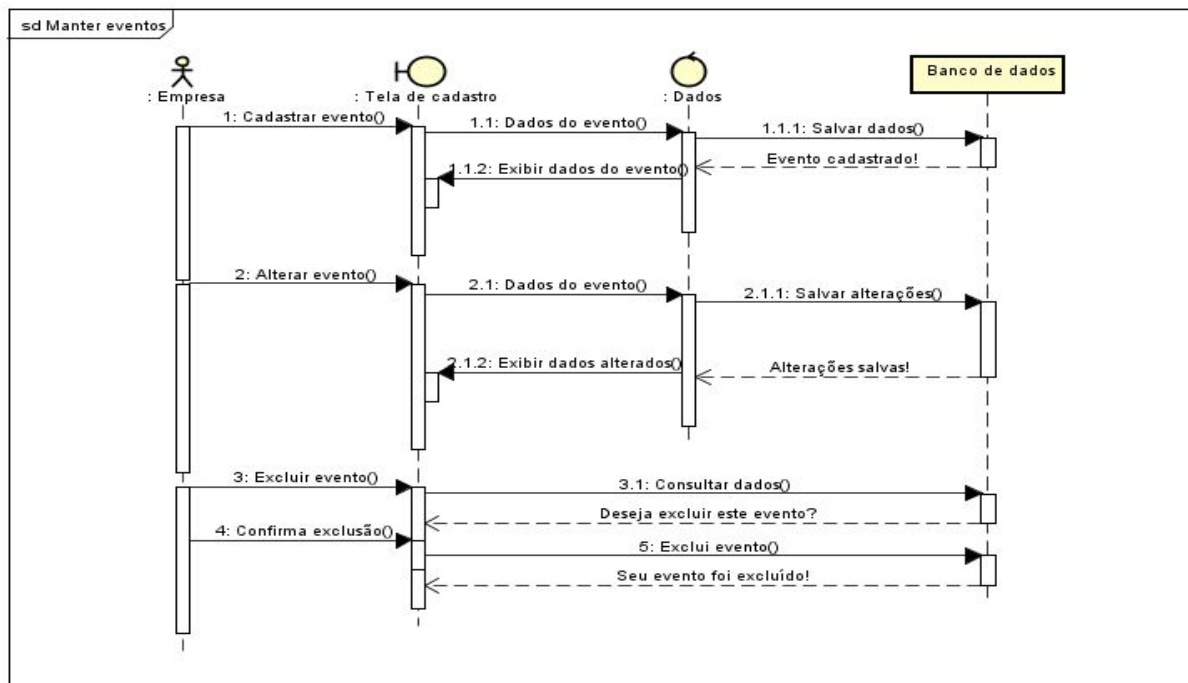 sd Manter eventos
Banco de dados
: Empresa
: Tela de cadastro
: Dados
1: Cadastrar evento()
1.1: Dados do evento()
1.1.1: Salvar dados()
Evento cadastrado!
1.1.2: Exibir dados do evento()
2: Alterar evento()
2.1: Dados do evento()
2.1.1: Salvar alterações()
2.1.2: Exibir dados alterados()
Alterações salvas!
3: Excluir evento()
3.1: Consultar dados()
Deseja excluir este evento?
4: Confirma exclusão()
5: Exclui evento()
Seu evento foi excluído!